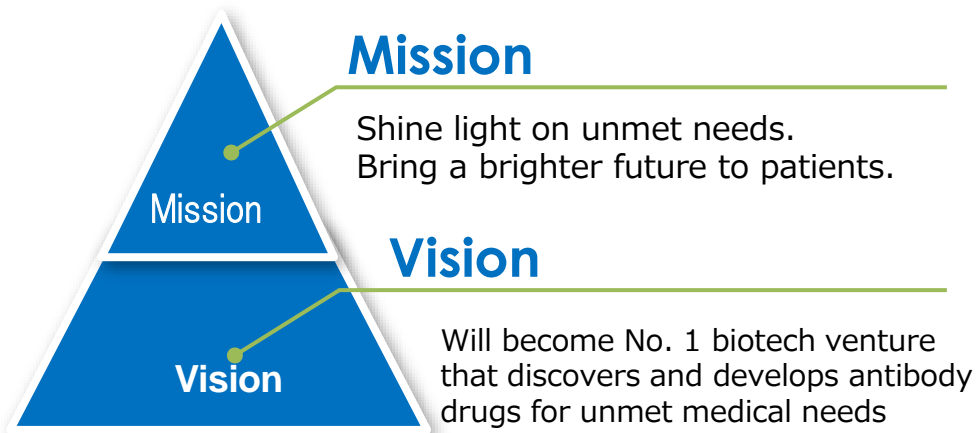 Mission
Shine light on unmet needs.
Bring a brighter future to patients.
Mission
Vision
Will become No. 1 biotech venture
that discovers and develops antibody
drugs for unmet medical needs
Vision